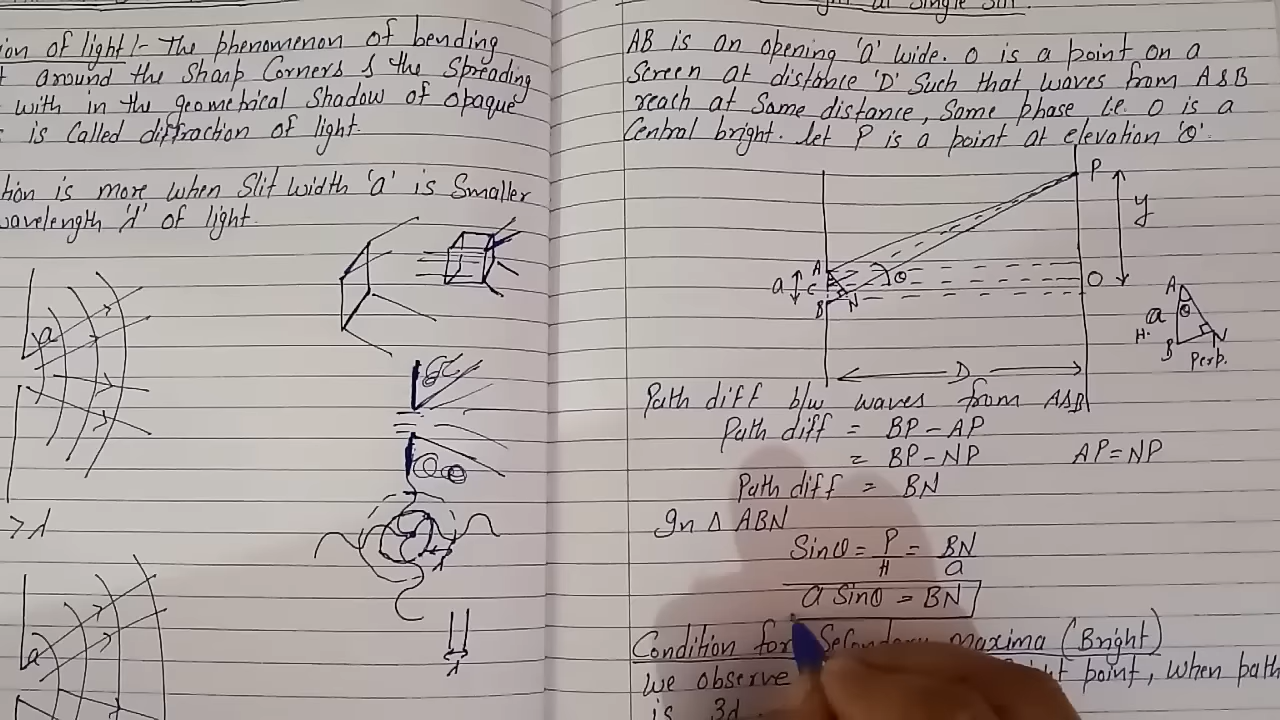 ion of light :- The phenomenon of bending
t around the Sharp Corners & the Spreading
with in the geometrical Shadow of opaque
is Called diffraction of light.
tion is more when Slit width 'a' is Smaller
wavelength 'λ' of light.
a
> λ
a
λ
λ
at Single Slit.
AB is an opening 'a' wide. O is a point on a
Screen at distance 'D' Such that waves from A&B
reach at Same distance, Same phase i.e. O is a
Central bright. Let P is a point at elevation 'θ'.
P
y
A
a
C
B
N
θ
O
D
A
θ
a
H.
B
N
Perp.
Path diff b/w waves from A&B
Path diff = BP - AP
= BP - NP AP = NP
Path diff = BN
In Δ ABN
Sinθ = P/H = BN/a
a Sinθ = BN
Condition for Secondary maxima (Bright)
We observe point, when path
is